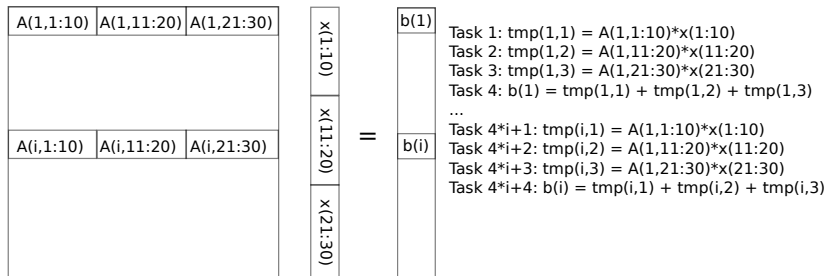 A(1,1:10) A(1,11:20) A(1,21:30)
A(i,1:10) A(i,11:20) A(i,21:30)
x(1:10)
x(11:20)
x(21:30)
=
b(1)
b(i)
Task 1: tmp(1,1) = A(1,1:10)*x(1:10)
Task 2: tmp(1,2) = A(1,11:20)*x(11:20)
Task 3: tmp(1,3) = A(1,21:30)*x(21:30)
Task 4: b(1) = tmp(1,1) + tmp(1,2) + tmp(1,3)
...
Task 4*i+1: tmp(i,1) = A(1,1:10)*x(1:10)
Task 4*i+2: tmp(i,2) = A(1,11:20)*x(11:20)
Task 4*i+3: tmp(i,3) = A(1,21:30)*x(21:30)
Task 4*i+4: b(i) = tmp(i,1) + tmp(i,2) + tmp(i,3)